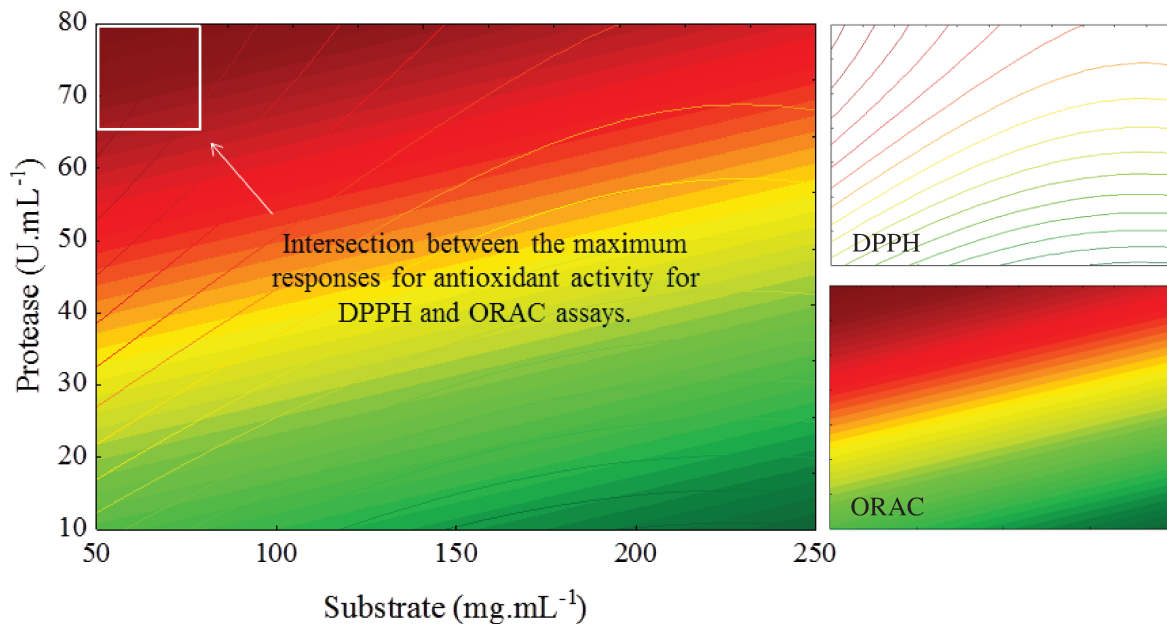 80
70
60
50
40
30
20
10
Protease (U.mL⁻¹)
50
100
150
200
250
Substrate (mg.mL⁻¹)
Intersection between the maximum
responses for antioxidant activity for
DPPH and ORAC assays.
DPPH
ORAC